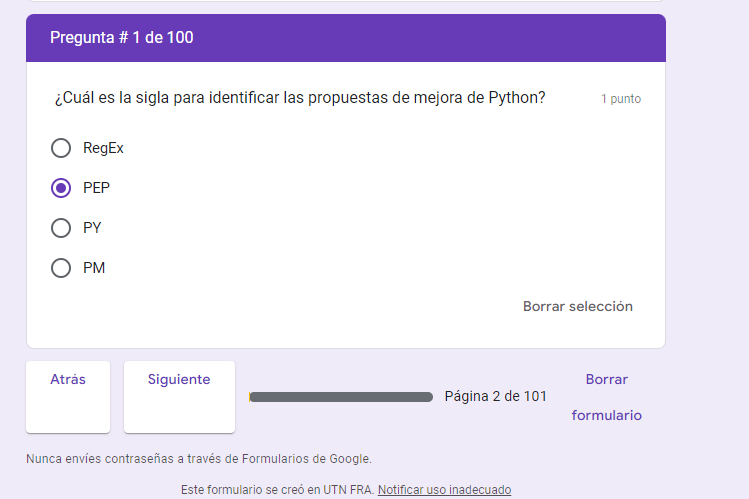 Pregunta # 1 de 100
¿Cuál es la sigla para identificar las propuestas de mejora de Python?
1 punto
RegEx
PEP
PY
PM
Borrar selección
Atrás
Siguiente
Página 2 de 101
Borrar
formulario
Nunca envíes contraseñas a través de Formularios de Google.
Este formulario se creó en UTN FRA. Notificar uso inadecuado